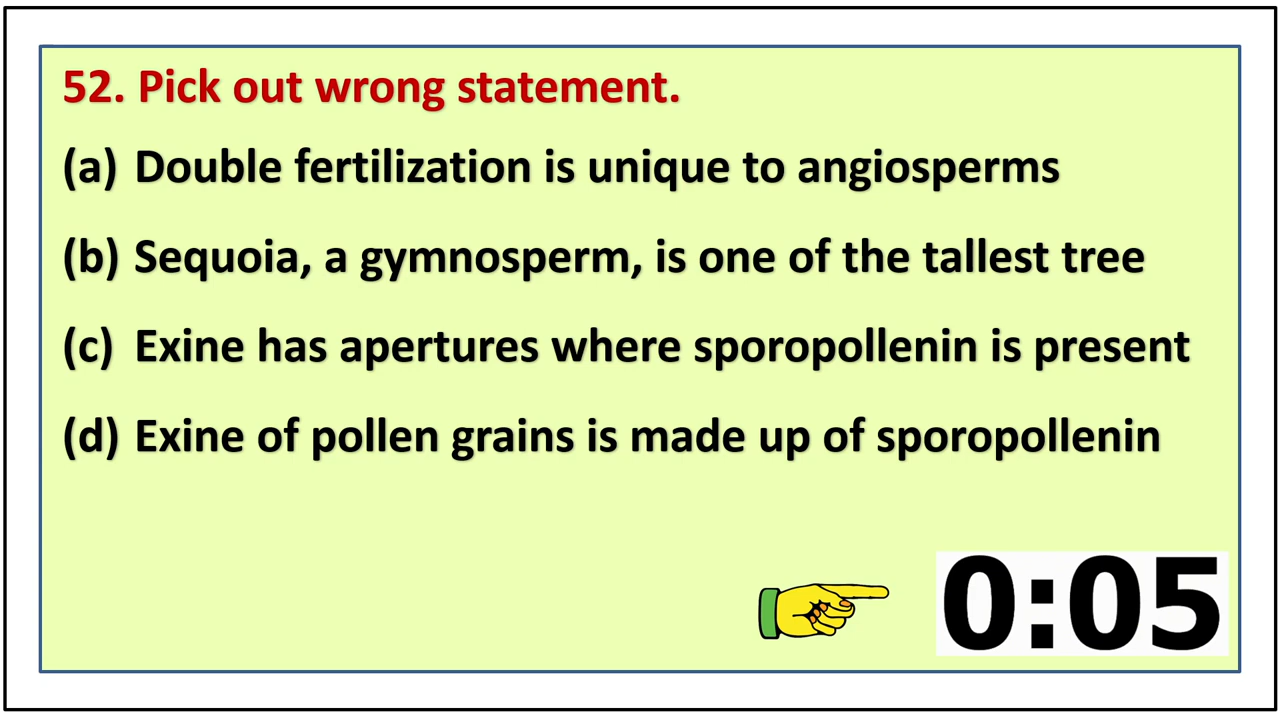 52. Pick out wrong statement.
(a) Double fertilization is unique to angiosperms
(b) Sequoia, a gymnosperm, is one of the tallest tree
(c) Exine has apertures where sporopollenin is present
(d) Exine of pollen grains is made up of sporopollenin
0:05